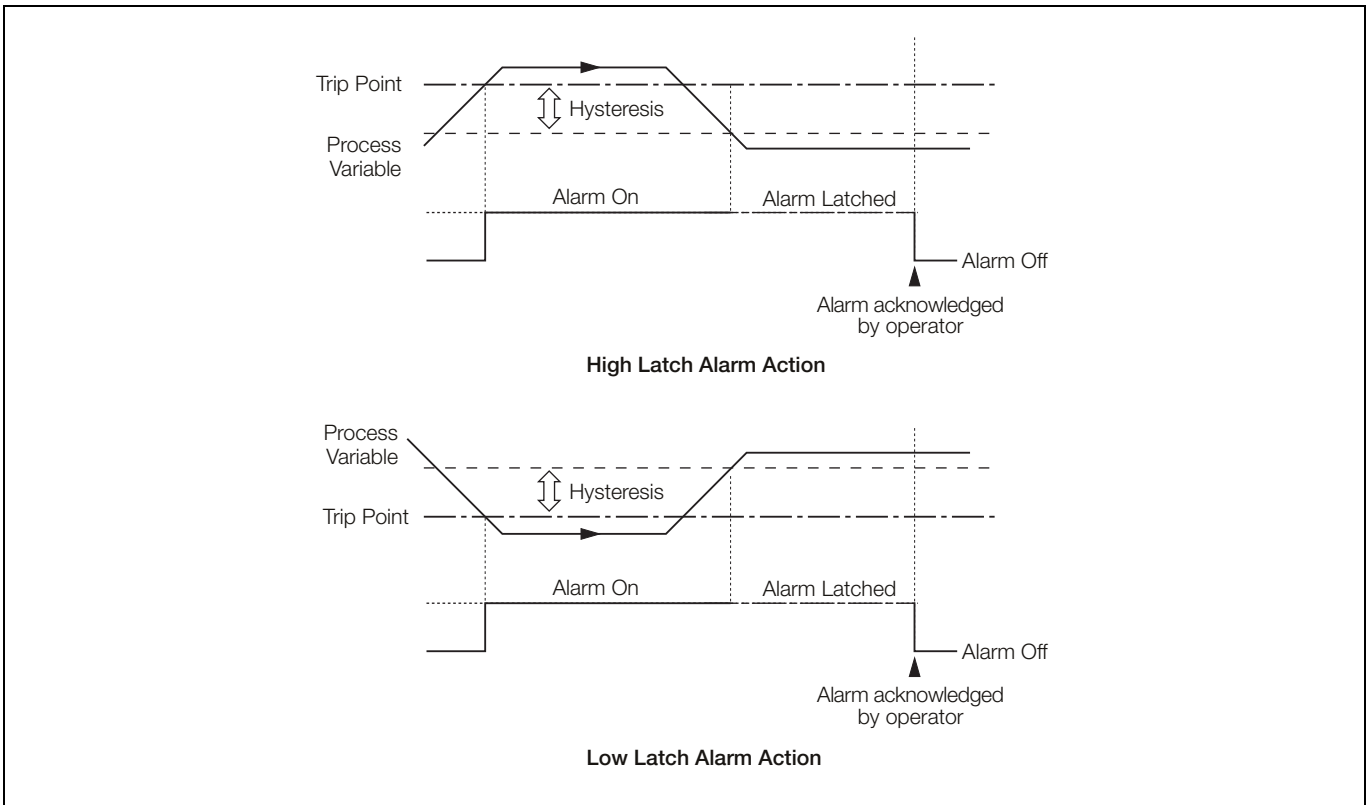 Trip Point
Hysteresis
Process
Variable
Alarm On
Alarm Latched
Alarm Off
Alarm acknowledged
by operator
High Latch Alarm Action
Process
Variable
Hysteresis
Trip Point
Alarm On
Alarm Latched
Alarm Off
Alarm acknowledged
by operator
Low Latch Alarm Action